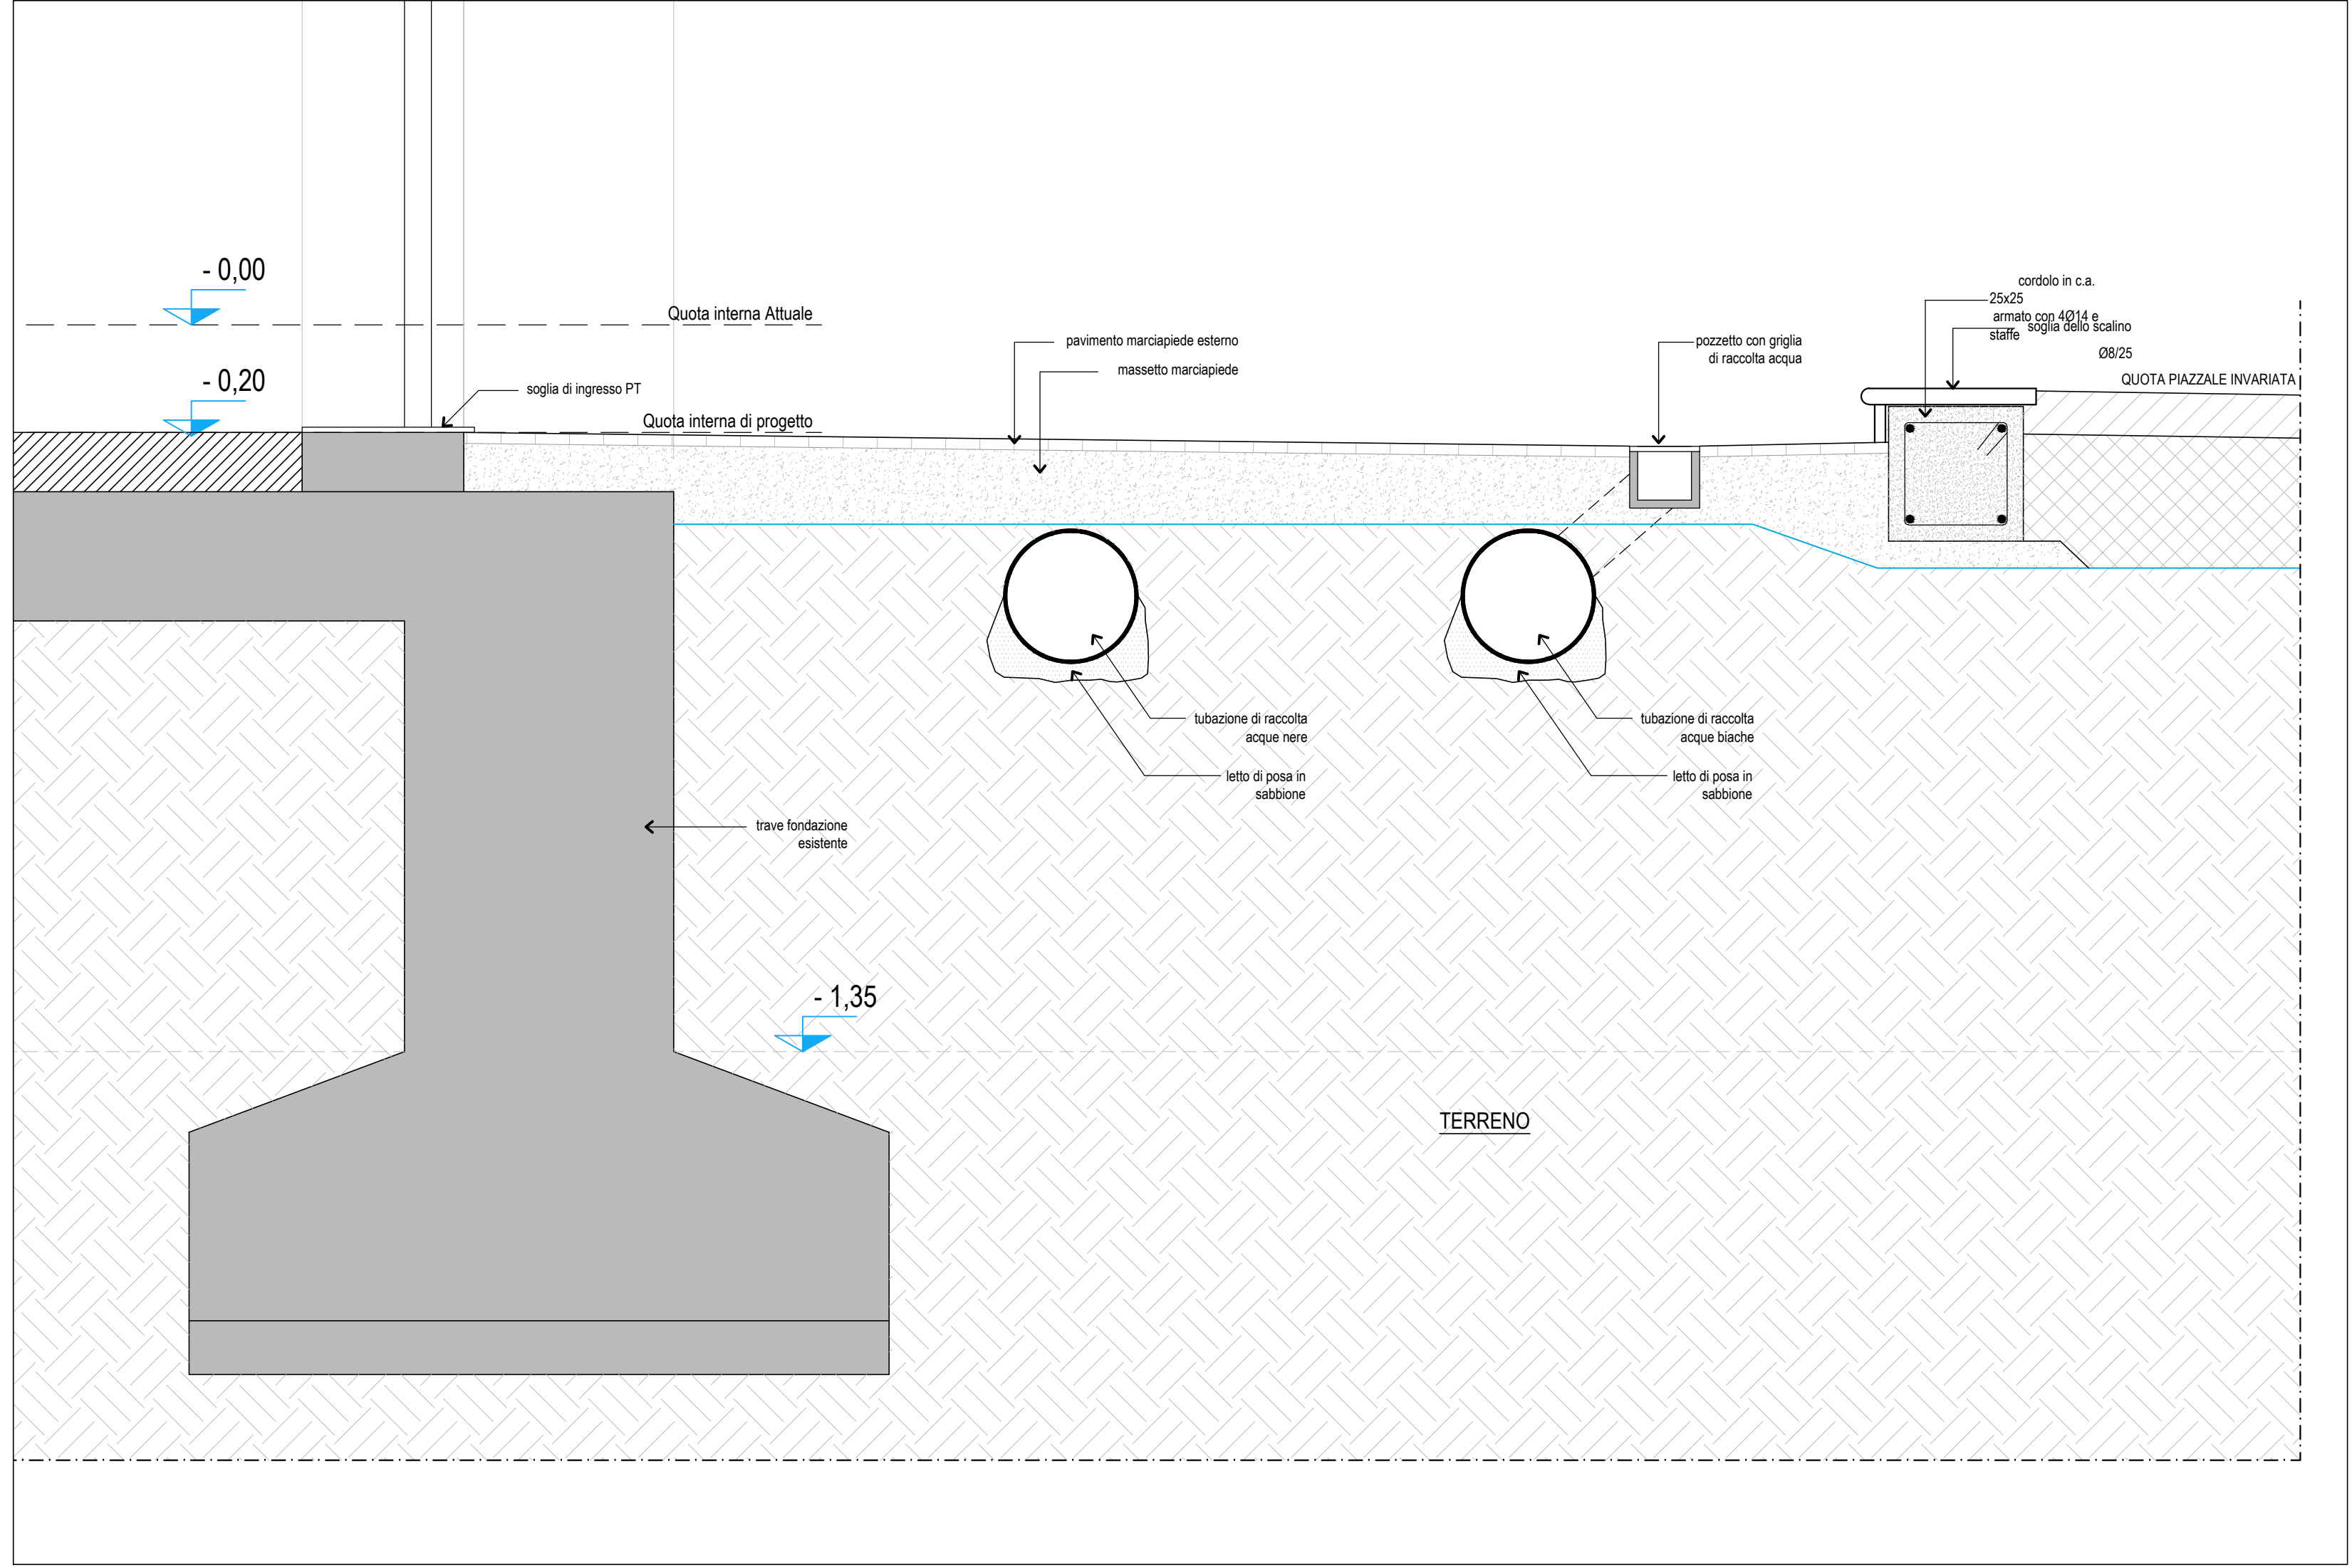 - 0,00
Quota interna Attuale
- 0,20
soglia di ingresso PT
Quota interna di progetto
pavimento marciapiede esterno
massetto marciapiede
pozzetto con griglia
di raccolta acqua
cordolo in c.a.
25x25
armato con 4Ø14 e
staffe
Ø8/25
soglia dello scalino
QUOTA PIAZZALE INVARIATA
tubazione di raccolta
acque nere
letto di posa in
sabbione
tubazione di raccolta
acque biache
letto di posa in
sabbione
trave fondazione
esistente
- 1,35
TERRENO